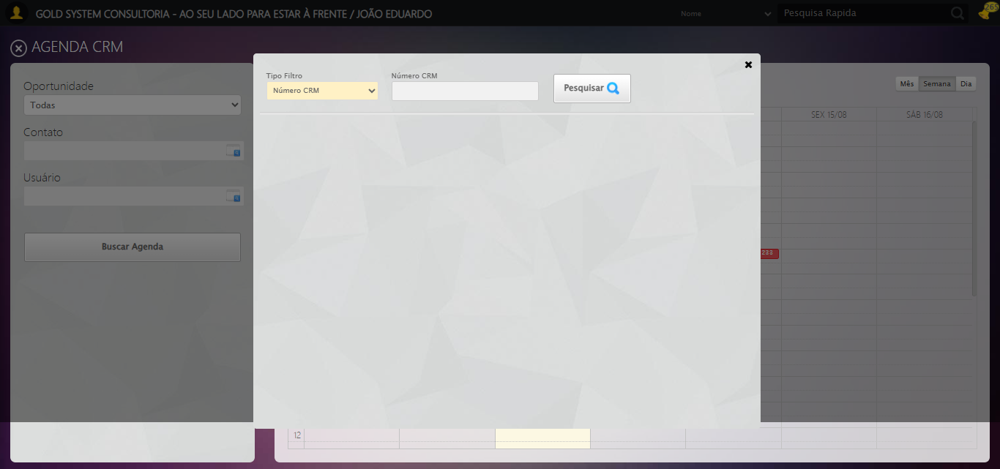 GOLD SYSTEM CONSULTORIA - AO SEU LADO PARA ESTAR À FRENTE / JOÃO EDUARDO
Nome
Pesquisa Rapida
265
AGENDA CRM
Oportunidade
Todas
Contato
Usuário
Buscar Agenda
Tipo Filtro
Número CRM
Número CRM
Pesquisar
Mês
Semana
Dia
SEX 15/08
SÁB 16/08
233
12